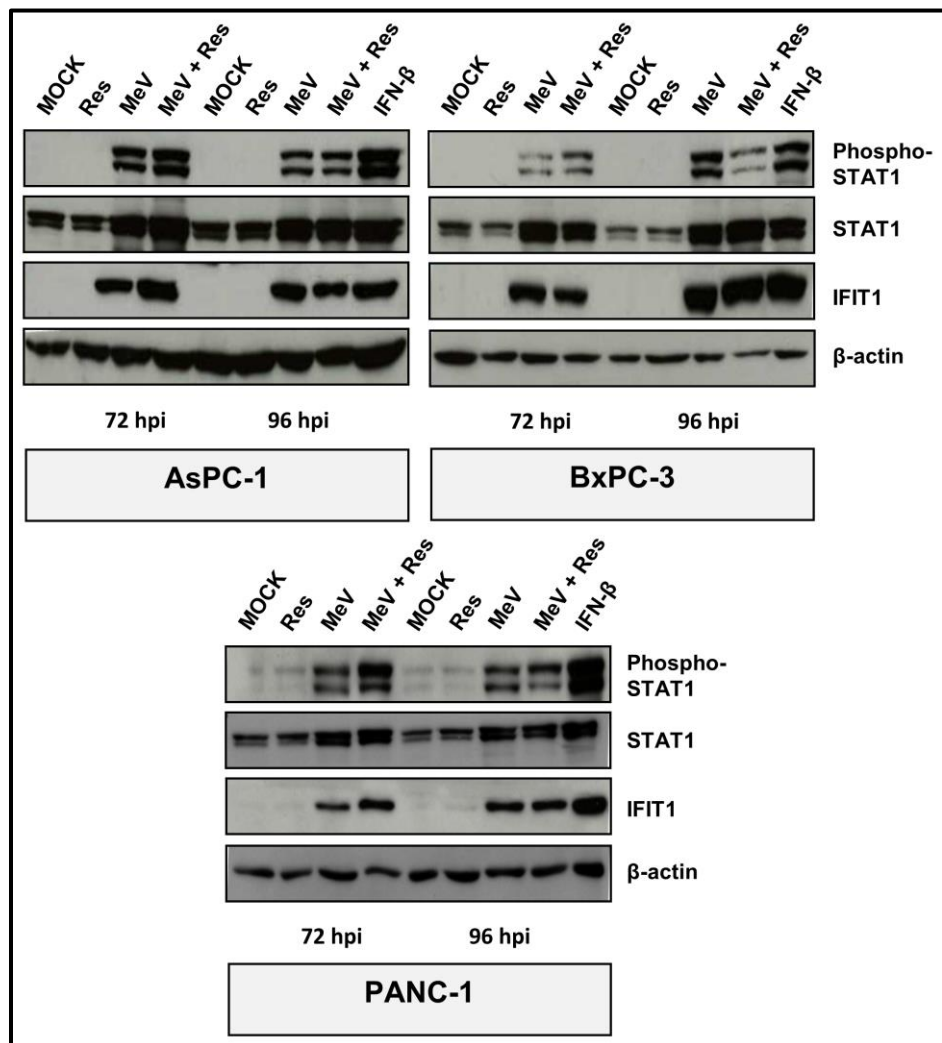 MOCK Res MeV MeV + Res MOCK Res MeV MeV + Res IFN-β
MOCK Res MeV MeV + Res MOCK Res MeV MeV + Res IFN-β
Phospho-
STAT1
STAT1
IFIT1
β-actin
72 hpi 96 hpi
72 hpi 96 hpi
AsPC-1
BxPC-3
MOCK Res MeV MeV + Res MOCK Res MeV MeV + Res IFN-β
Phospho-
STAT1
STAT1
IFIT1
β-actin
72 hpi 96 hpi
PANC-1